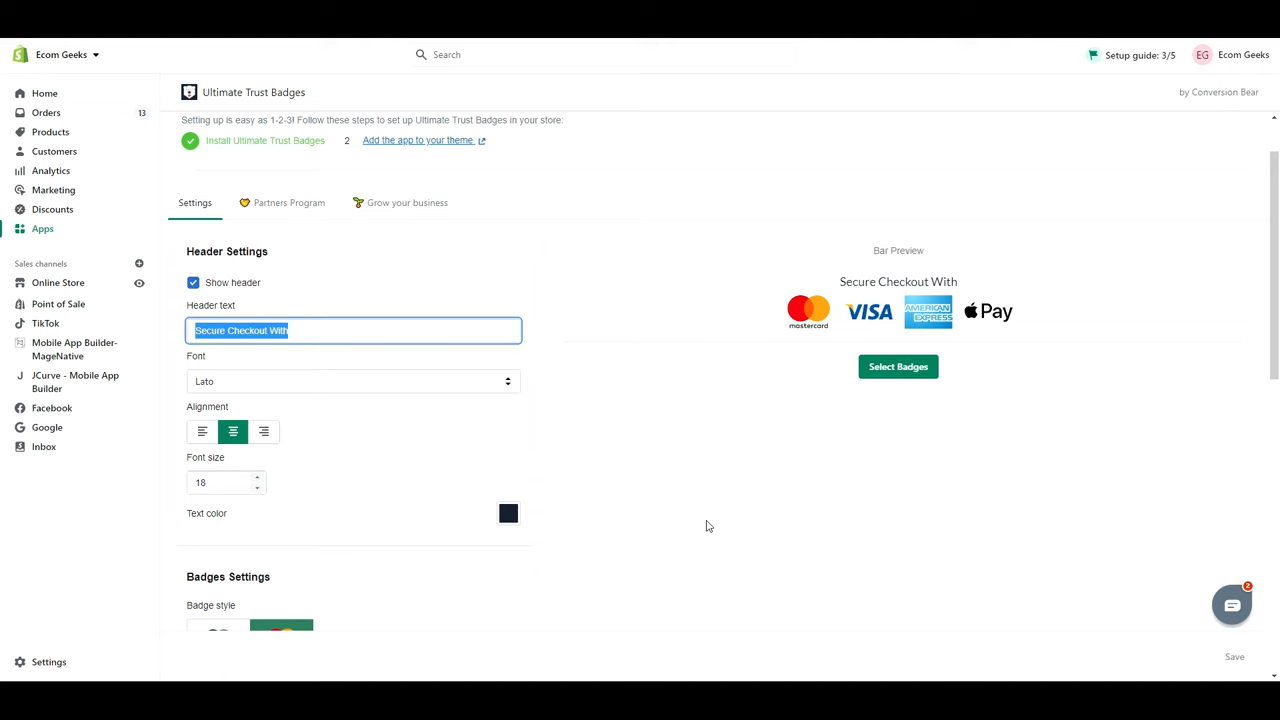 Ecom Geeks
Search
Setup guide: 3/5
EG
Ecom Geeks
Home
Orders
13
Products
Customers
Analytics
Marketing
Discounts
Apps
Sales channels
Online Store
Point of Sale
TikTok
Mobile App Builder-
MageNative
J
JCurve - Mobile App
Builder
Facebook
Google
Inbox
Settings
Ultimate Trust Badges
by Conversion Bear
Setting up is easy as 1-2-3! Follow these steps to set up Ultimate Trust Badges in your store:
Install Ultimate Trust Badges
2
Add the app to your theme
Settings
Partners Program
Grow your business
Header Settings
Show header
Header text
Secure Checkout With
Font
Lato
Alignment
Font size
18
Text color
Badges Settings
Badge style
Bar Preview
Secure Checkout With
mastercard
VISA
AMERICAN
EXPRESS
Pay
Select Badges
2
Save